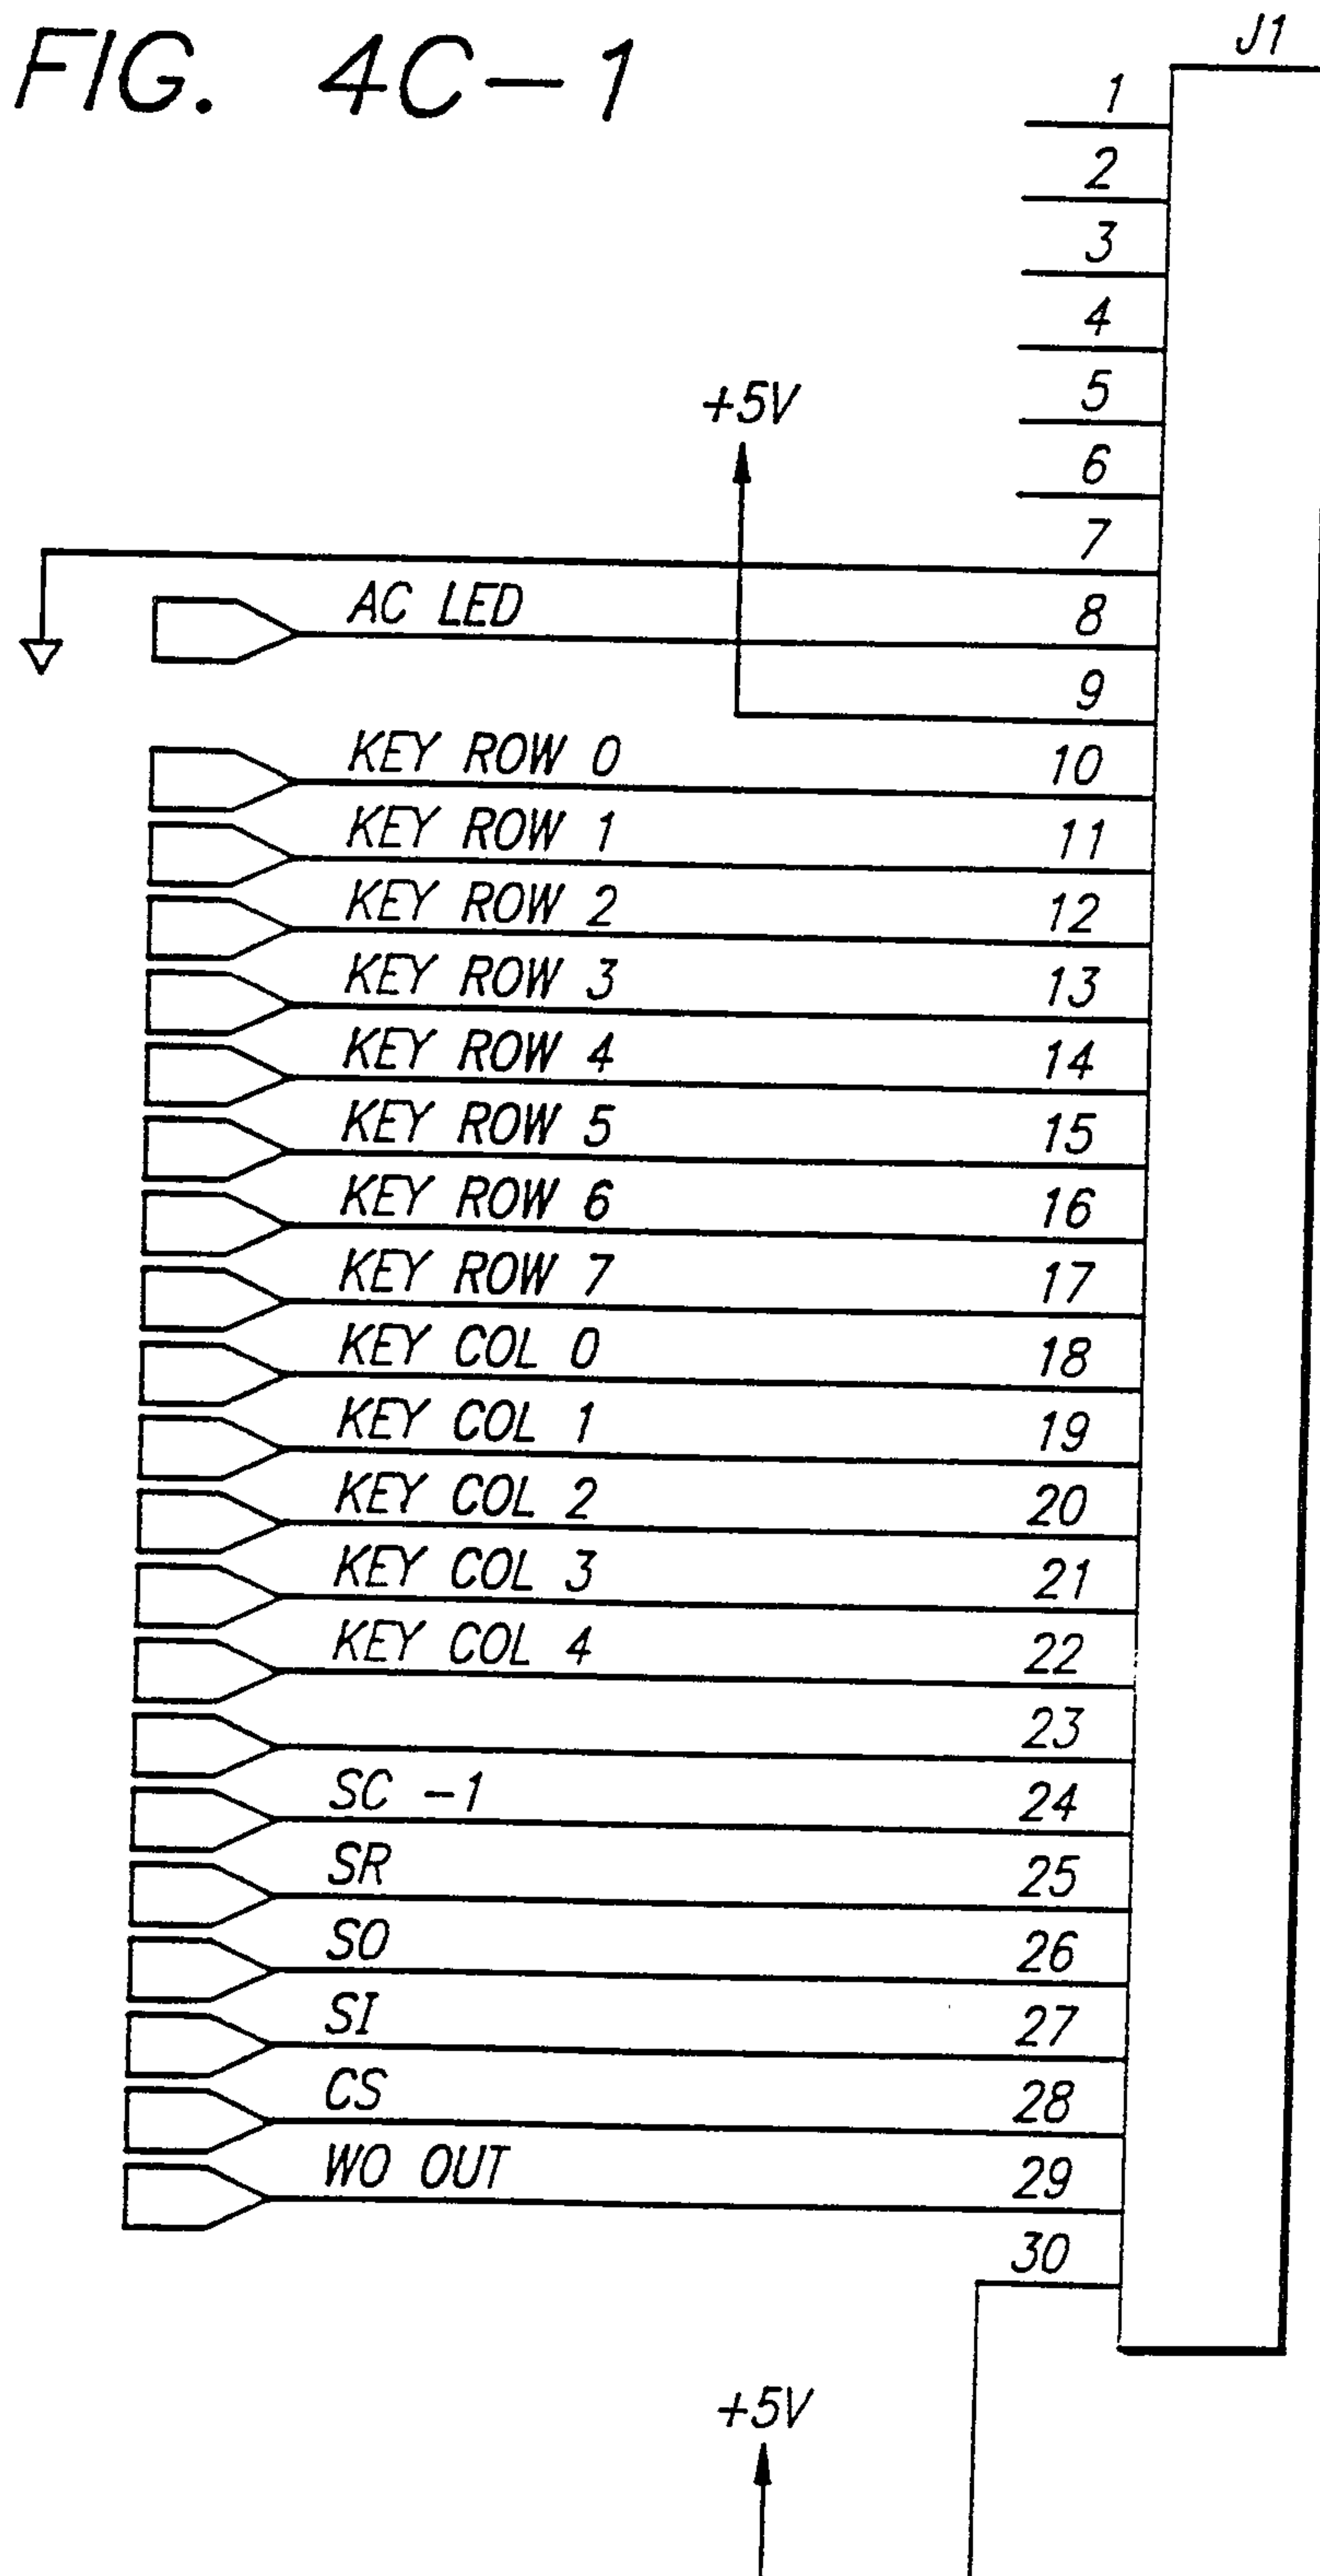 FIG. 4C-1
J1
1
2
3
4
5
+5V
6
7
AC LED 8
9
KEY ROW 0 10
KEY ROW 1 11
KEY ROW 2 12
KEY ROW 3 13
KEY ROW 4 14
KEY ROW 5 15
KEY ROW 6 16
KEY ROW 7 17
KEY COL 0 18
KEY COL 1 19
KEY COL 2 20
KEY COL 3 21
KEY COL 4 22
23
SC -1 24
SR 25
SO 26
SI 27
CS 28
WO OUT 29
30
+5V